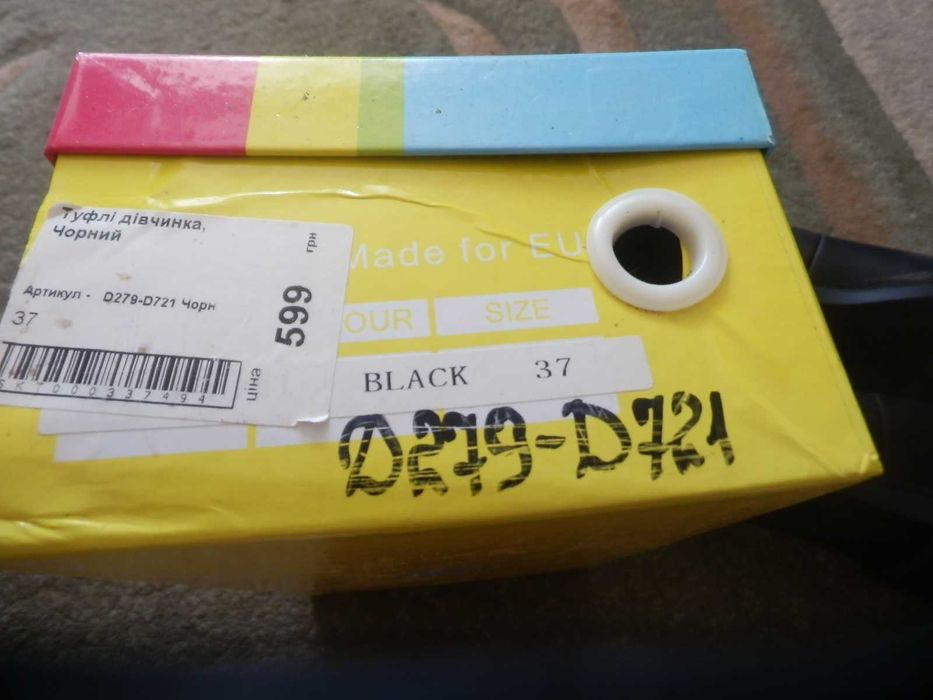 Туфлі дівчинка,
Чорний
грн
Артикул - D279-D721 Чорн
37
599
ціна
000337494
Made for EU
OUR
SIZE
BLACK 37
D279-D721